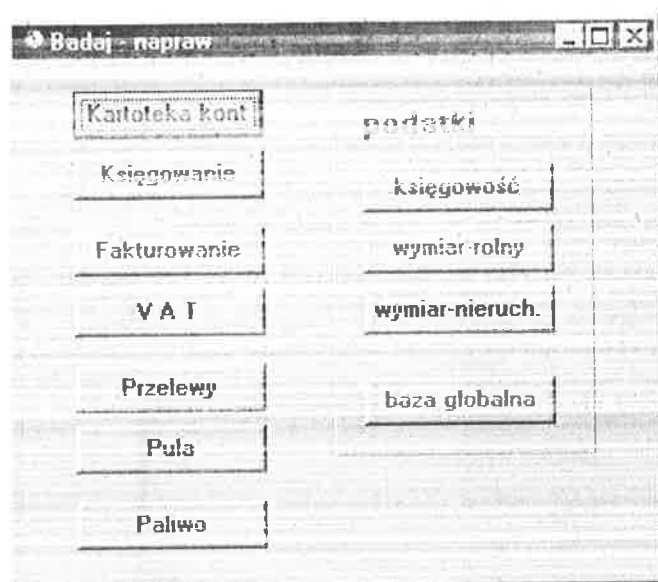 Badaj - napraw
Kartoteka kont
Księgowanie
Fakturowanie
V A T
Przelewy
Pula
Paliwo
podatki
księgowość
wymiar-rolny
wymiar-nieruch.
baza globalna